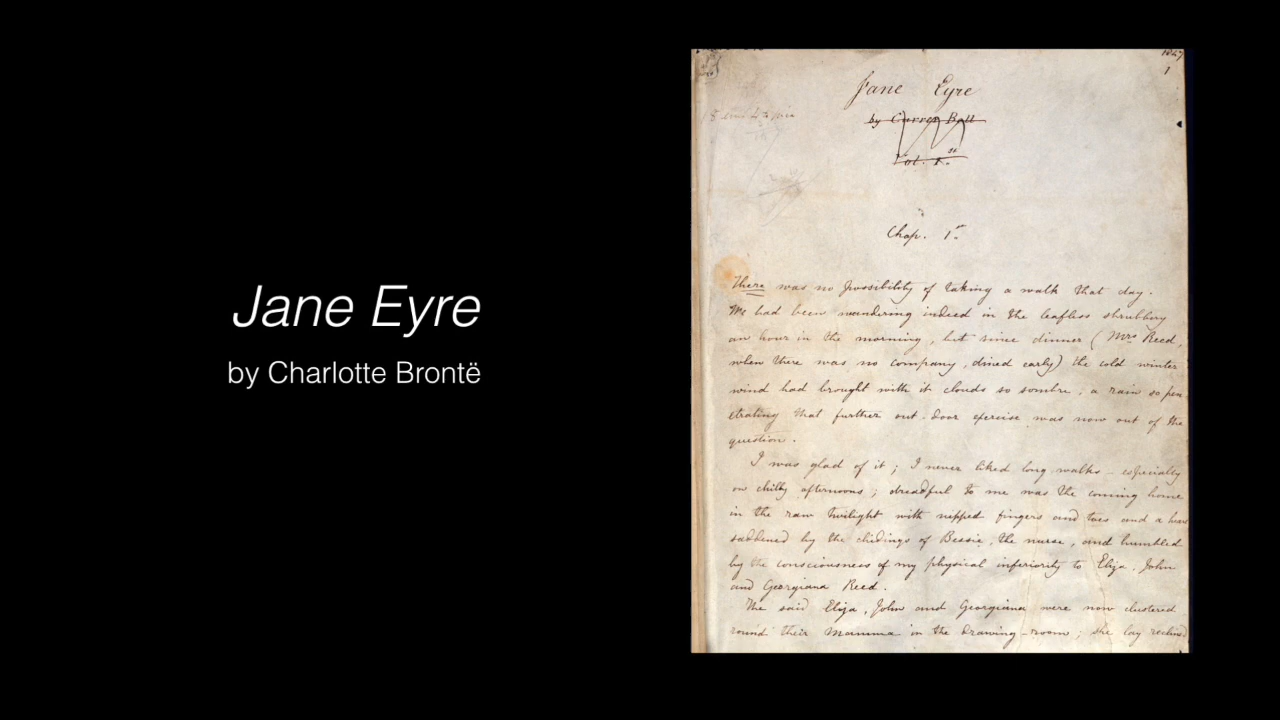 Jane Eyre
by Charlotte Brontë
1847
1
Jane Eyre
by Currer Bell
Vol. 1.st
Chap. 1st.
There was no possibility of taking a walk that day.
We had been wandering indeed in the leafless shrubbery
an hour in the morning, but since dinner (Mrs Reed,
when there was no company, dined early) the cold winter
wind had brought with it clouds so sombre, a rain so pen
etrating that further out-door exercise was now out of the
question.
I was glad of it; I never liked long walks - especially
on chilly afternoons; dreadful to me was the coming home
in the raw twilight with nipped fingers and toes and a
saddened by the chidings of Bessie, the nurse, and humbled
by the consciousness of my physical inferiority to Eliza, John
and Georgiana Reed.
The said Eliza, John and Georgiana were now clustered
round their Mamma in the drawing-room; she lay